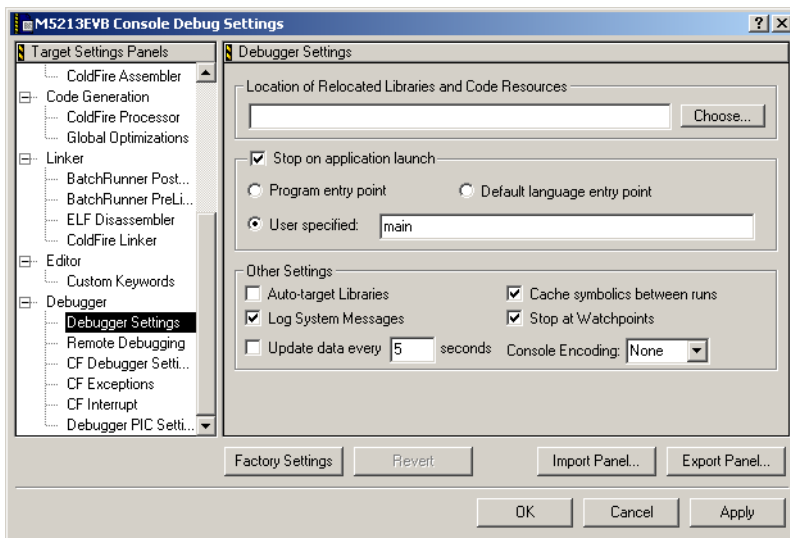 M5213EVB Console Debug Settings
Target Settings Panels
ColdFire Assembler
Code Generation
ColdFire Processor
Global Optimizations
Linker
BatchRunner Post...
BatchRunner PreLi...
ELF Disassembler
ColdFire Linker
Editor
Custom Keywords
Debugger
Debugger Settings
Remote Debugging
CF Debugger Setti...
CF Exceptions
CF Interrupt
Debugger PIC Setti...
Debugger Settings
Location of Relocated Libraries and Code Resources
Choose...
Stop on application launch
Program entry point Default language entry point
User specified: main
Other Settings
Auto-target Libraries Cache symbolics between runs
Log System Messages Stop at Watchpoints
Update data every 5 seconds Console Encoding: None
Factory Settings Revert Import Panel... Export Panel...
OK Cancel Apply